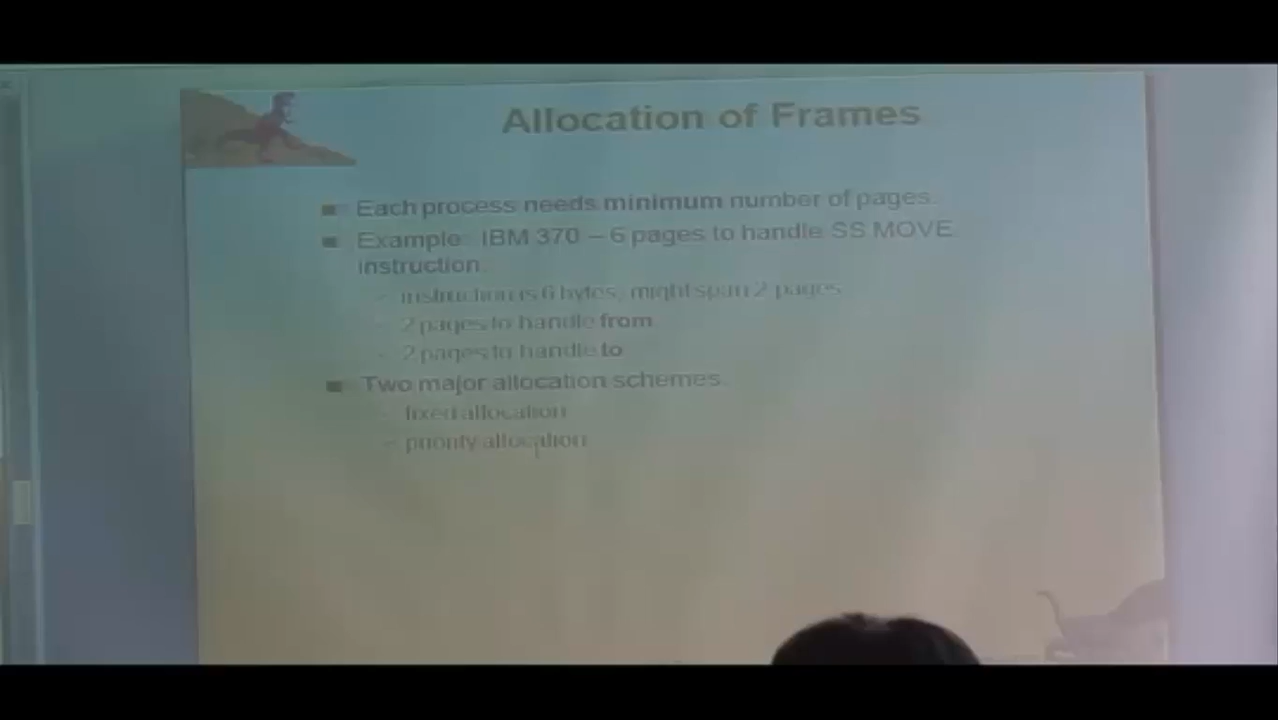 Allocation of Frames
Each process needs minimum number of pages.
Example: IBM 370 – 6 pages to handle SS MOVE
instruction:
– instruction is 6 bytes, might span 2 pages.
– 2 pages to handle from.
– 2 pages to handle to.
Two major allocation schemes.
– fixed allocation
– priority allocation